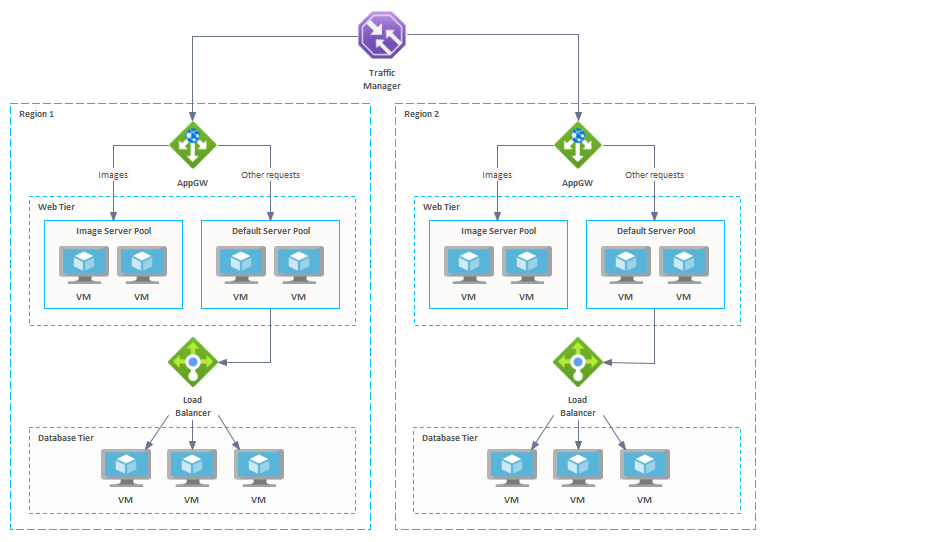 Traffic
Manager
Region 1
AppGW
Images
Other requests
Web Tier
Image Server Pool
VM
VM
Default Server Pool
VM
VM
Load
Balancer
Database Tier
VM
VM
VM
Region 2
AppGW
Images
Other requests
Web Tier
Image Server Pool
VM
VM
Default Server Pool
VM
VM
Load
Balancer
Database Tier
VM
VM
VM